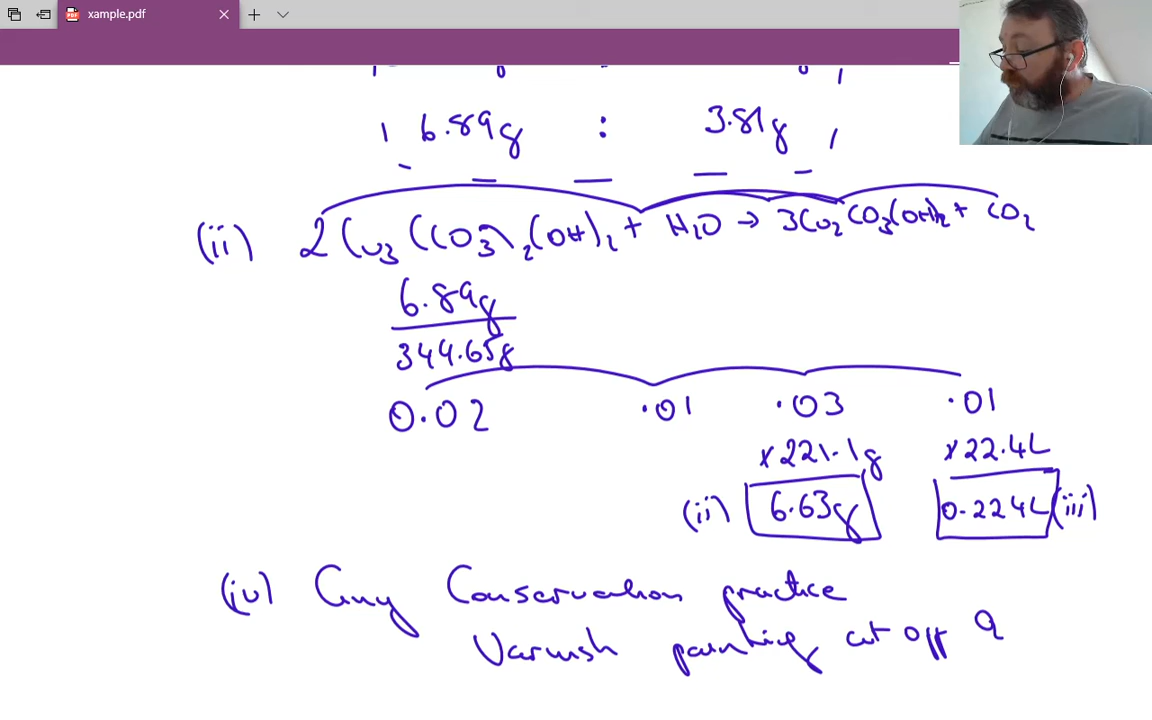 xample.pdf
6.89g : 3.81g
(ii) 2Cu3(CO3)2(OH)2 + H2O → 3Cu2CO3(OH)2 + CO2
6.89g
344.65g
0.02 .01 .03 .01
x221.1g x22.4L
(ii) 6.63g 0.224L (iii)
(iv) Any Conservation practice
Varnish painting cut off